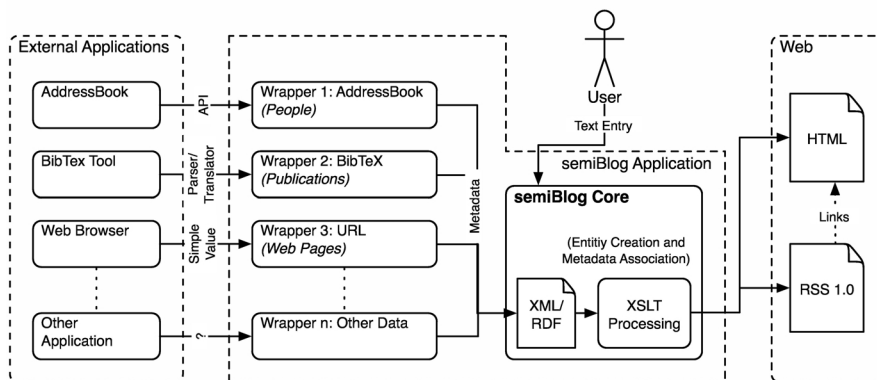 External Applications
AddressBook
BibTex Tool
Web Browser
Other
Application
API
Parser/
Translator
Simple
Value
?
Wrapper 1: AddressBook
(People)
Wrapper 2: BibTeX
(Publications)
Wrapper 3: URL
(Web Pages)
Wrapper n: Other Data
Metadata
User
Text Entry
semiBlog Application
semiBlog Core
(Entitiy Creation and
Metadata Association)
XML/
RDF
XSLT
Processing
Web
HTML
Links
RSS 1.0